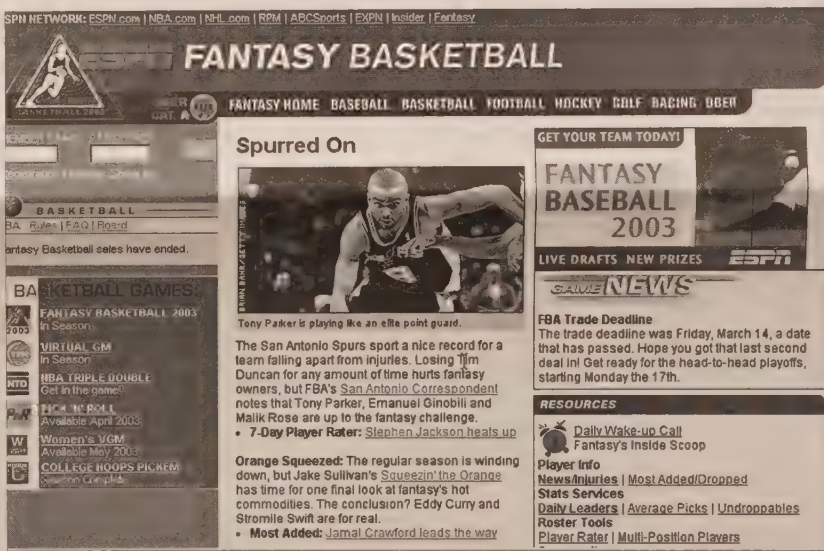 SPN NETWORK: ESPN.com | NBA.com | NHL.com | RPM | ABCSports | EXPN | Insider | Fantasy
FANTASY BASKETBALL
BASKETBALL 2003
FANTASY HOME BASEBALL BASKETBALL FOOTBALL HOCKEY GOLF RACING UBER
BASKETBALL
BA Rules | FAQ | Board
antasy Basketball sales have ended.
BASKETBALL GAMES:
2003
FANTASY BASKETBALL 2003
In Season
VIRTUAL GM
In Season
NTD
NBA TRIPLE DOUBLE
Get in the game!
PICK 'N' ROLL
Available April 2003
W
Women's VGM
Available May 2003
COLLEGE HOOPS PICKEM
Season Complete
Spurred On
BRIAN BAHR/GETTY IMAGES
Tony Parker is playing like an elite point guard.
The San Antonio Spurs sport a nice record for a
team falling apart from injuries. Losing Tim
Duncan for any amount of time hurts fantasy
owners, but FBA's San Antonio Correspondent
notes that Tony Parker, Emanuel Ginobili and
Malik Rose are up to the fantasy challenge.
• 7-Day Player Rater: Stephen Jackson heats up
Orange Squeezed: The regular season is winding
down, but Jake Sullivan's Squeezin' the Orange
has time for one final look at fantasy's hot
commodities. The conclusion? Eddy Curry and
Stromile Swift are for real.
• Most Added: Jamal Crawford leads the way
GET YOUR TEAM TODAY!
FANTASY
BASEBALL
2003
LIVE DRAFTS NEW PRIZES ESPN
GAME NEWS
FBA Trade Deadline
The trade deadline was Friday, March 14, a date
that has passed. Hope you got that last second
deal in! Get ready for the head-to-head playoffs,
starting Monday the 17th.
RESOURCES
Daily Wake-up Call
Fantasy's Inside Scoop
Player Info
News/Injuries | Most Added/Dropped
Stats Services
Daily Leaders | Average Picks | Undroppables
Roster Tools
Player Rater | Multi-Position Players